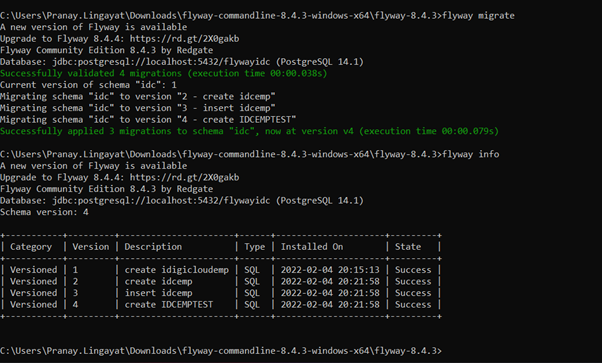 C:\Users\Pranay.Lingayat\Downloads\flyway-commandline-8.4.3-windows-x64\flyway-8.4.3>flyway migrate
A new version of Flyway is available
Upgrade to Flyway 8.4.4: https://rd.gt/2X0gakb
Flyway Community Edition 8.4.3 by Redgate
Database: jdbc:postgresql://localhost:5432/flywayidc (PostgreSQL 14.1)
Successfully validated 4 migrations (execution time 00:00.038s)
Current version of schema "idc": 1
Migrating schema "idc" to version "2 - create idcemp"
Migrating schema "idc" to version "3 - insert idcemp"
Migrating schema "idc" to version "4 - create IDCEMPTEST"
Successfully applied 3 migrations to schema "idc", now at version v4 (execution time 00:00.079s)
C:\Users\Pranay.Lingayat\Downloads\flyway-commandline-8.4.3-windows-x64\flyway-8.4.3>flyway info
A new version of Flyway is available
Upgrade to Flyway 8.4.4: https://rd.gt/2X0gakb
Flyway Community Edition 8.4.3 by Redgate
Database: jdbc:postgresql://localhost:5432/flywayidc (PostgreSQL 14.1)
Schema version: 4
+-----------+---------+---------------------+------+---------------------+---------+
| Category | Version | Description | Type | Installed On | State |
+-----------+---------+---------------------+------+---------------------+---------+
| Versioned | 1 | create idigicloudemp | SQL | 2022-02-04 20:15:13 | Success |
| Versioned | 2 | create idcemp | SQL | 2022-02-04 20:21:58 | Success |
| Versioned | 3 | insert idcemp | SQL | 2022-02-04 20:21:58 | Success |
| Versioned | 4 | create IDCEMPTEST | SQL | 2022-02-04 20:21:58 | Success |
+-----------+---------+---------------------+------+---------------------+---------+
C:\Users\Pranay.Lingayat\Downloads\flyway-commandline-8.4.3-windows-x64\flyway-8.4.3>